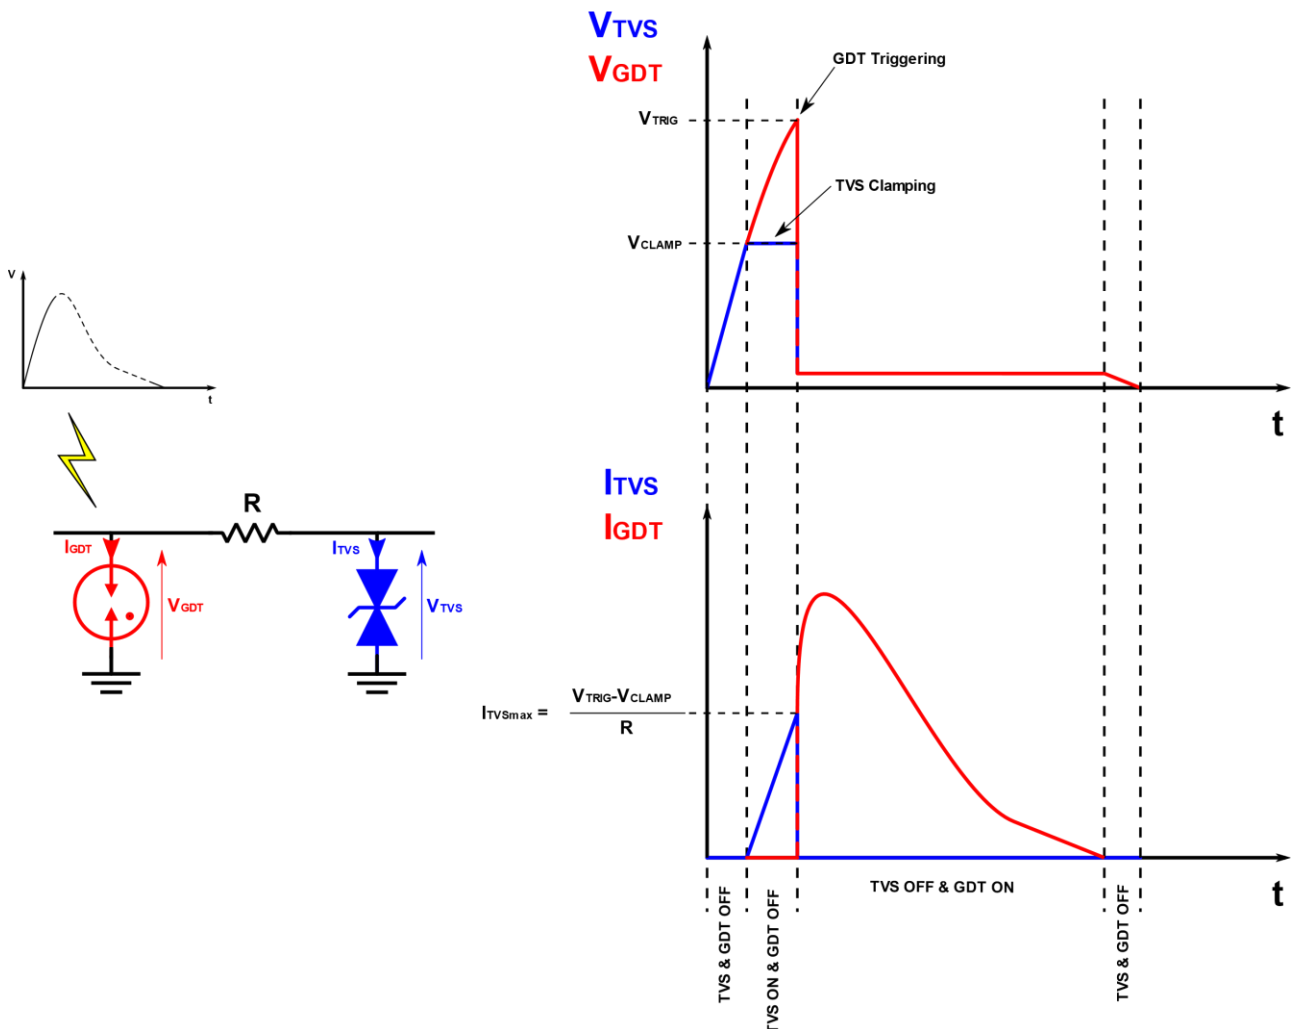 VTVS
VGDT
GDT Triggering
VTRIG
TVS Clamping
VCLAMP
V
t
t
ITVS
IGDT
R
IGDT
ITVS
VGDT
VTVS
ITVSmax = VTRIG-VCLAMP
R
t
TVS OFF & GDT ON
TVS & GDT OFF
TVS ON & GDT OFF
TVS & GDT OFF